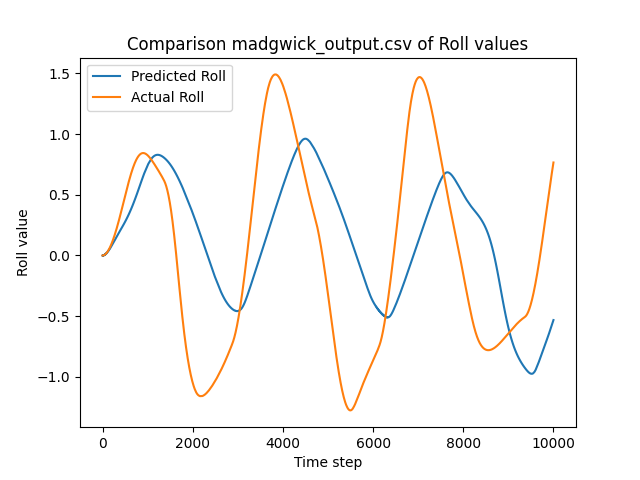 Comparison madgwick_output.csv of Roll values
Predicted Roll
Actual Roll
Roll value
1.5
1.0
0.5
0.0
−0.5
−1.0
0 2000 4000 6000 8000 10000
Time step